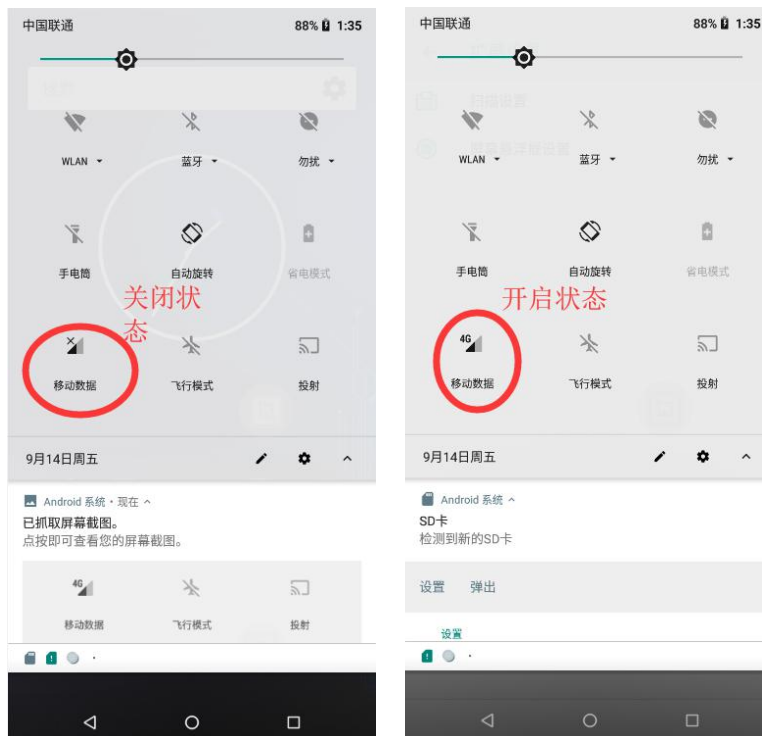 中国联通 88% 1:35
WLAN 蓝牙 勿扰
手电筒 自动旋转 省电模式
关闭状
态
移动数据 飞行模式 投射
9月14日周五
Android 系统 · 现在
已抓取屏幕截图。
点按即可查看您的屏幕截图。
4G
移动数据 飞行模式 投射
中国联通 88% 1:35
扫描设置
WLAN 蓝牙 勿扰
手电筒 自动旋转 省电模式
开启状态
4G
移动数据 飞行模式 投射
9月14日周五
Android 系统
SD卡
检测到新的SD卡
设置 弹出
设置